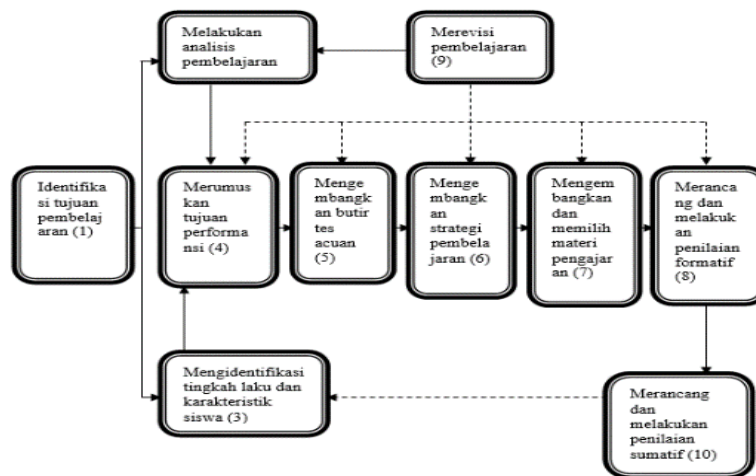 Melakukan
analisis
pembelajaran
Merevisi
pembelajaran
(9)
Identifika
si tujuan
pembelaj
aran (1)
Merumus
kan
tujuan
performa
nsi (4)
Menge
mbangk
an butir
tes
acuan
(5)
Menge
mbangk
an
strategi
pembela
jaran (6)
Mengem
bangkan
dan
memilih
materi
pengajar
an (7)
Meranca
ng dan
melakuk
an
penilaian
formatif
(8)
Mengidentifikasi
tingkah laku dan
karakteristik
siswa (3)
Merancang
dan
melakukan
penilaian
sumatif (10)